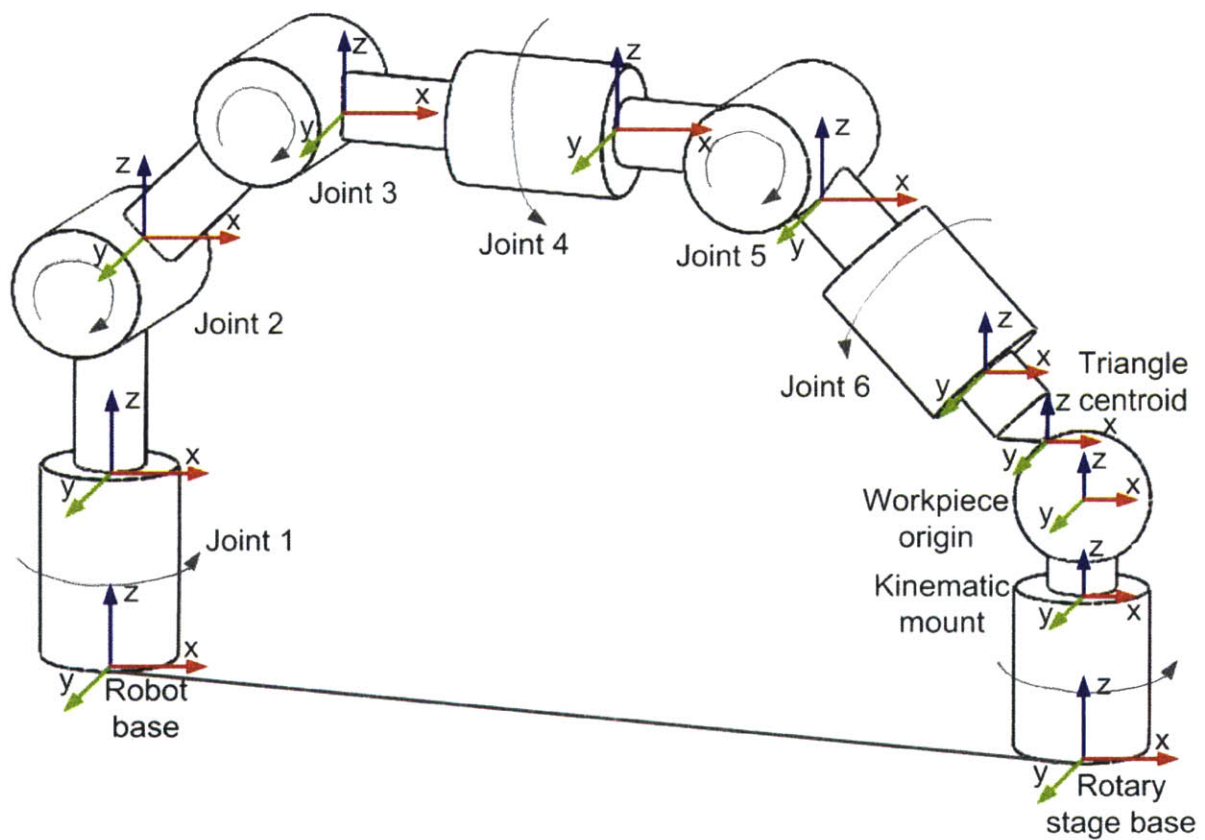 z
x
y
Joint 3
z
x
y
Joint 4
z
x
y
Joint 5
z
x
y
z
x
y
Joint 2
z
x
y
Joint 6
z
x
y
Triangle
centroid
z
x
y
Workpiece
origin
z
x
y
Joint 1
z
x
y
Kinematic
mount
z
x
y
Robot
base
z
x
y
Rotary
stage base
z
x
y